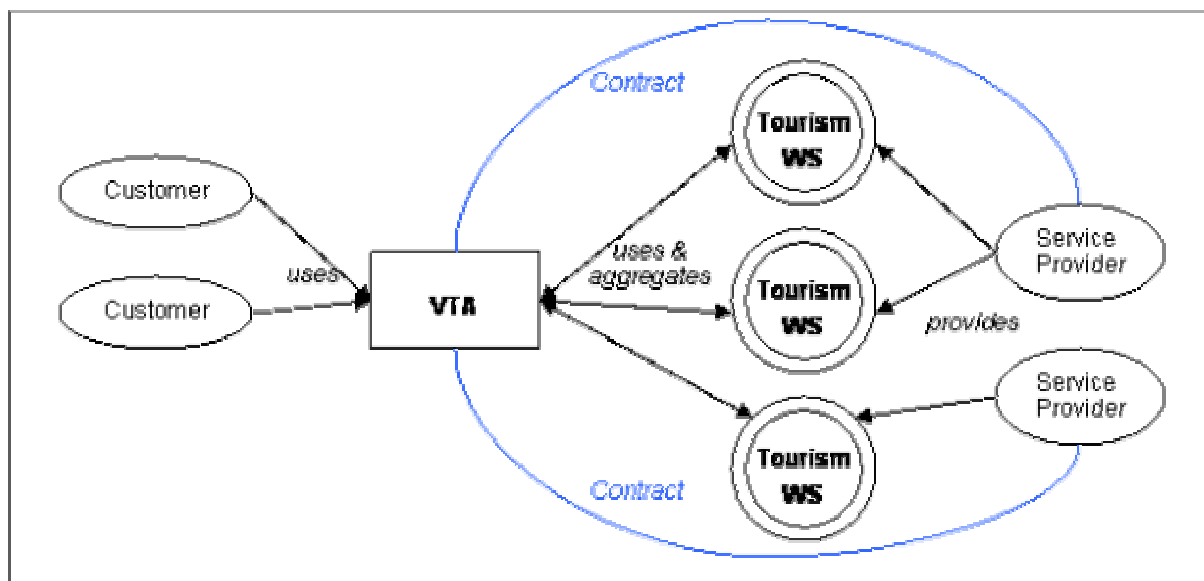 Contract
Tourism
WS
Customer
Service
Provider
uses &
aggregates
uses
Customer
VTA
Tourism
WS
provides
Service
Provider
Tourism
WS
Contract